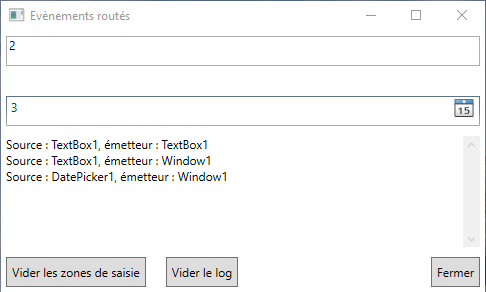 Evènements routés
2
3
15
Source : TextBox1, émetteur : TextBox1
Source : TextBox1, émetteur : Window1
Source : DatePicker1, émetteur : Window1
Vider les zones de saisie
Vider le log
Fermer